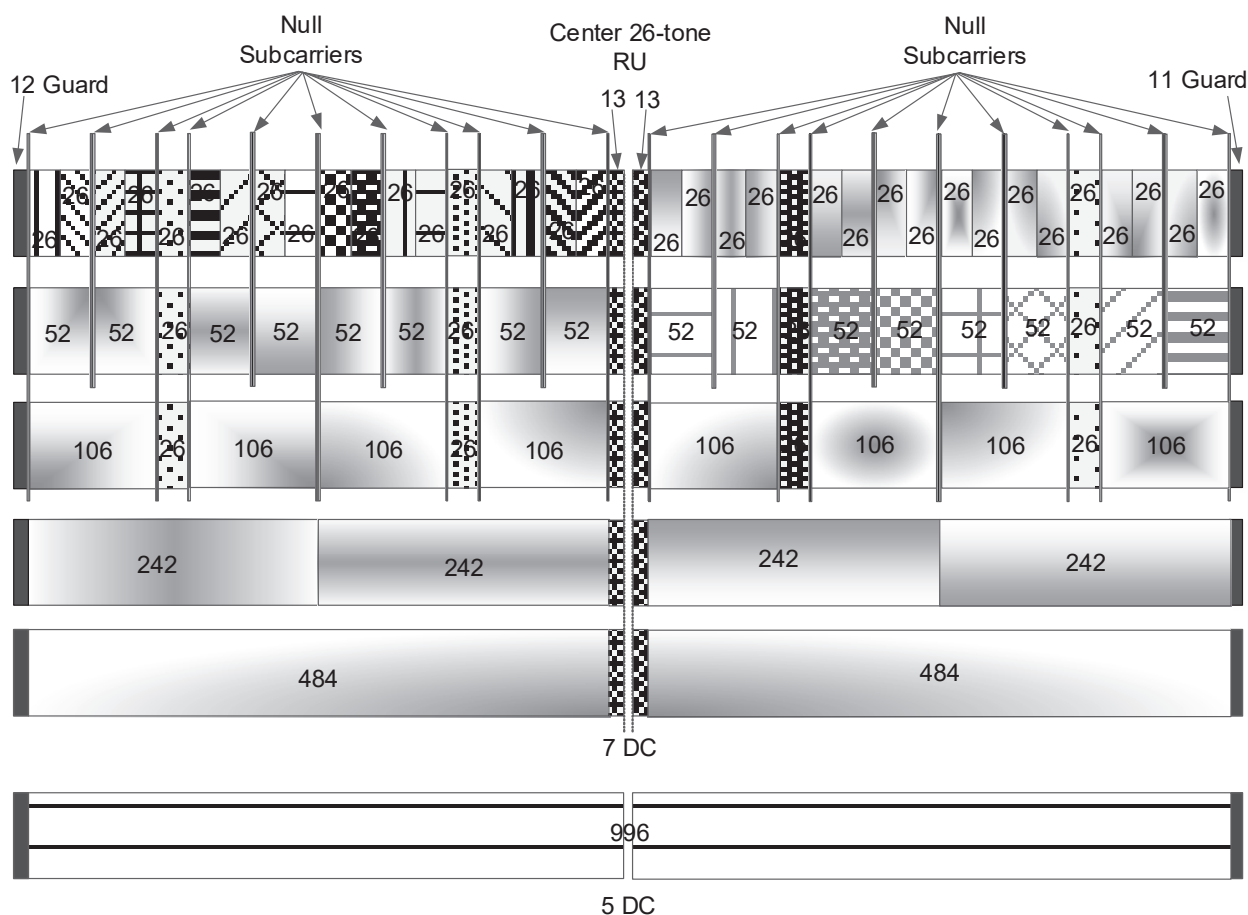 Null
Subcarriers
Center 26-tone
RU
Null
Subcarriers
12 Guard
13 13
11 Guard
26 26 26 26 26 26 26 26 26 26 26 26 26 26 26 26 26 26
26 26 26 26 26 26 26 26 26 26 26 26 26 26 26 26 26
52 52 26 52 52 52 52 26 52 52 52 52 26 52 52 52 52 26 52 52
106 26 106 106 26 106 106 106 106 26 106
242 242 242 242
484 484
7 DC
996
5 DC